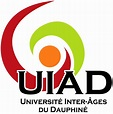 UIAD
UNIVERSITÉ INTER-ÂGES
DU DAUPHINÉ